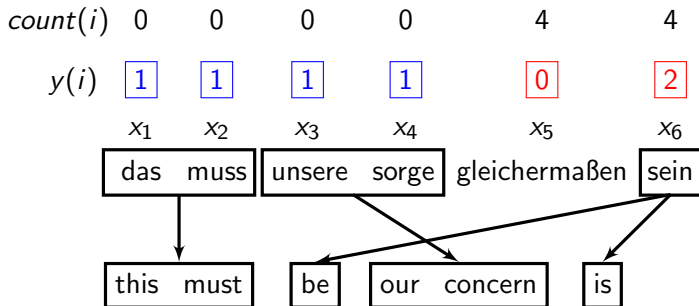 count(i) 0 0 0 0 4 4
y(i) 1 1 1 1 0 2
x1 x2 x3 x4 x5 x6
das muss unsere sorge gleichermaßen sein
this must be our concern is